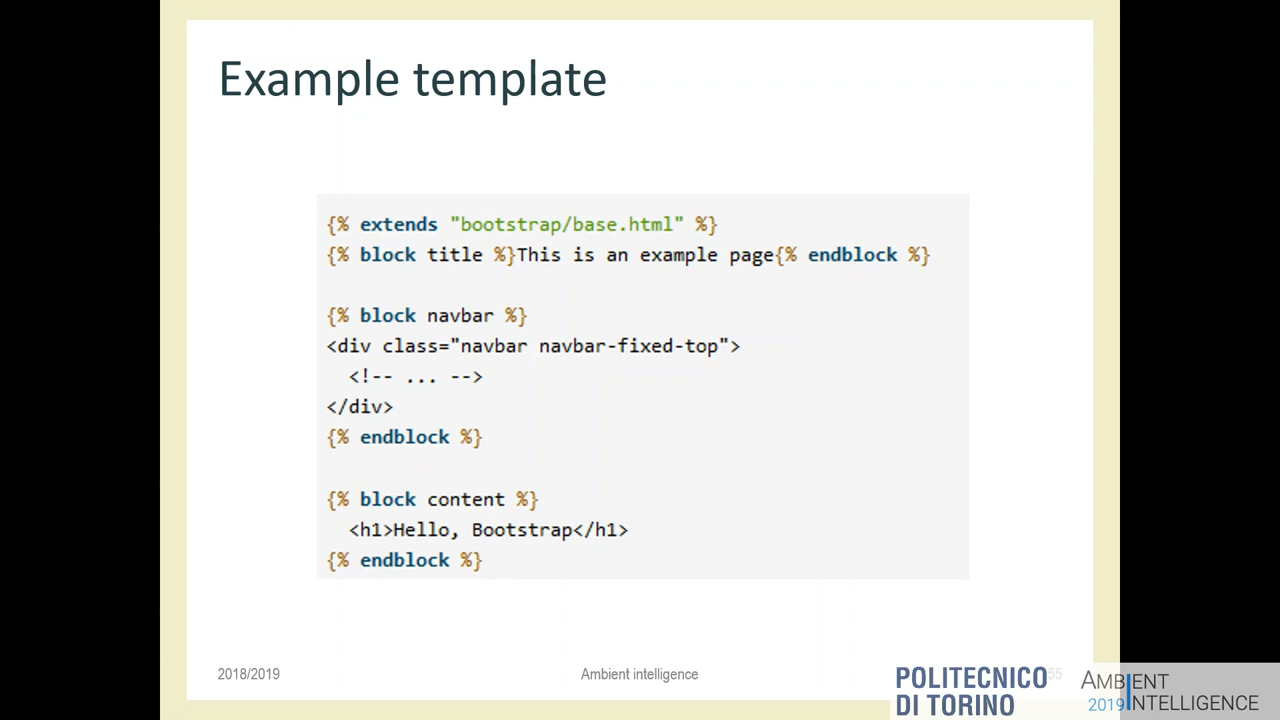 Example template
{% extends "bootstrap/base.html" %}
{% block title %}This is an example page{% endblock %}
{% block navbar %}
<div class="navbar navbar-fixed-top">
  <!-- ... -->
</div>
{% endblock %}
{% block content %}
  <h1>Hello, Bootstrap</h1>
{% endblock %}
2018/2019
Ambient intelligence
55
POLITECNICO
DI TORINO
AMBIENT
2019 INTELLIGENCE